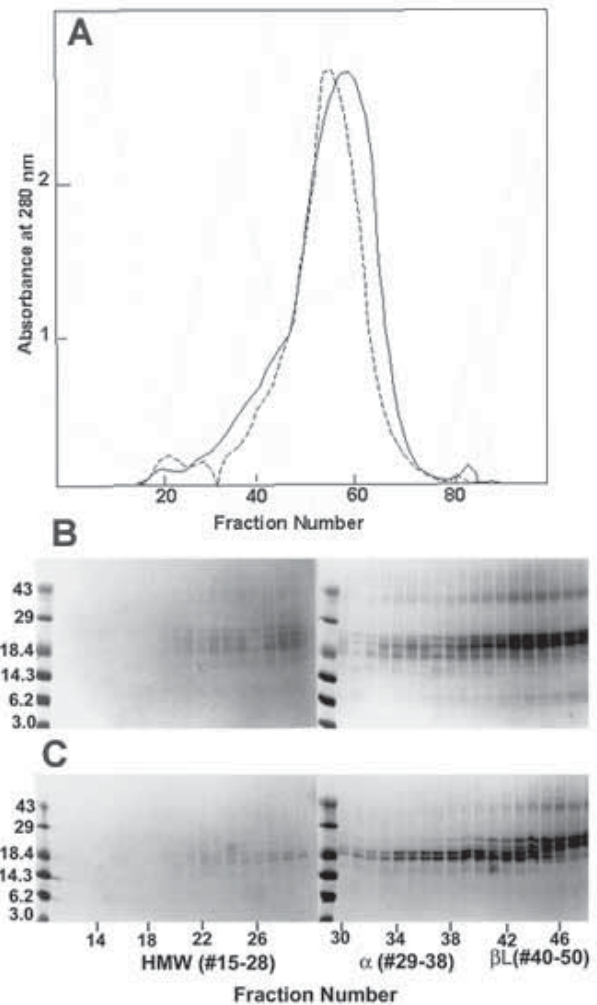 A
Absorbance at 280 nm
2
1
20 40 60 80
Fraction Number
B
43
29
18.4
14.3
6.2
3.0
C
43
29
18.4
14.3
6.2
3.0
14 18 22 26 30 34 38 42 46
HMW (#15-28) α (#29-38) βL(#40-50)
Fraction Number